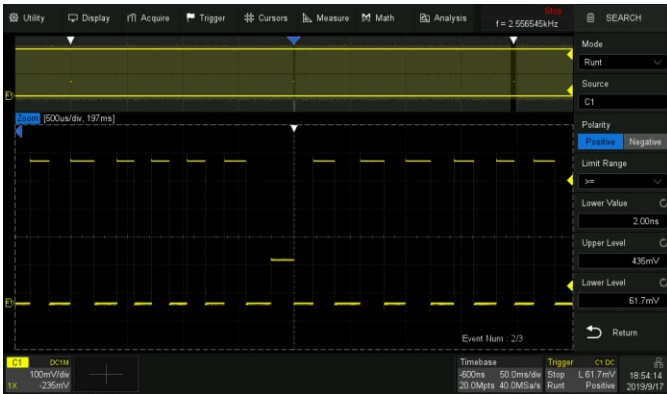 Utility Display Acquire Trigger Cursors Measure Math Analysis
Stop
f = 2.556545kHz
SEARCH
Mode
Runt
Source
C1
Polarity
Positive Negative
Limit Range
>=
Lower Value
2.00ns
Upper Level
435mV
Lower Level
61.7mV
Return
Zoom [500us/div, 197ms]
Event Num : 2/3
C1 DC1M
100mV/div
1X -235mV
Timebase
-600ns 50.0ms/div
20.0Mpts 40.0MSa/s
Trigger C1 DC
Stop L 61.7mV
Runt Positive
18:54:14
2019/9/17